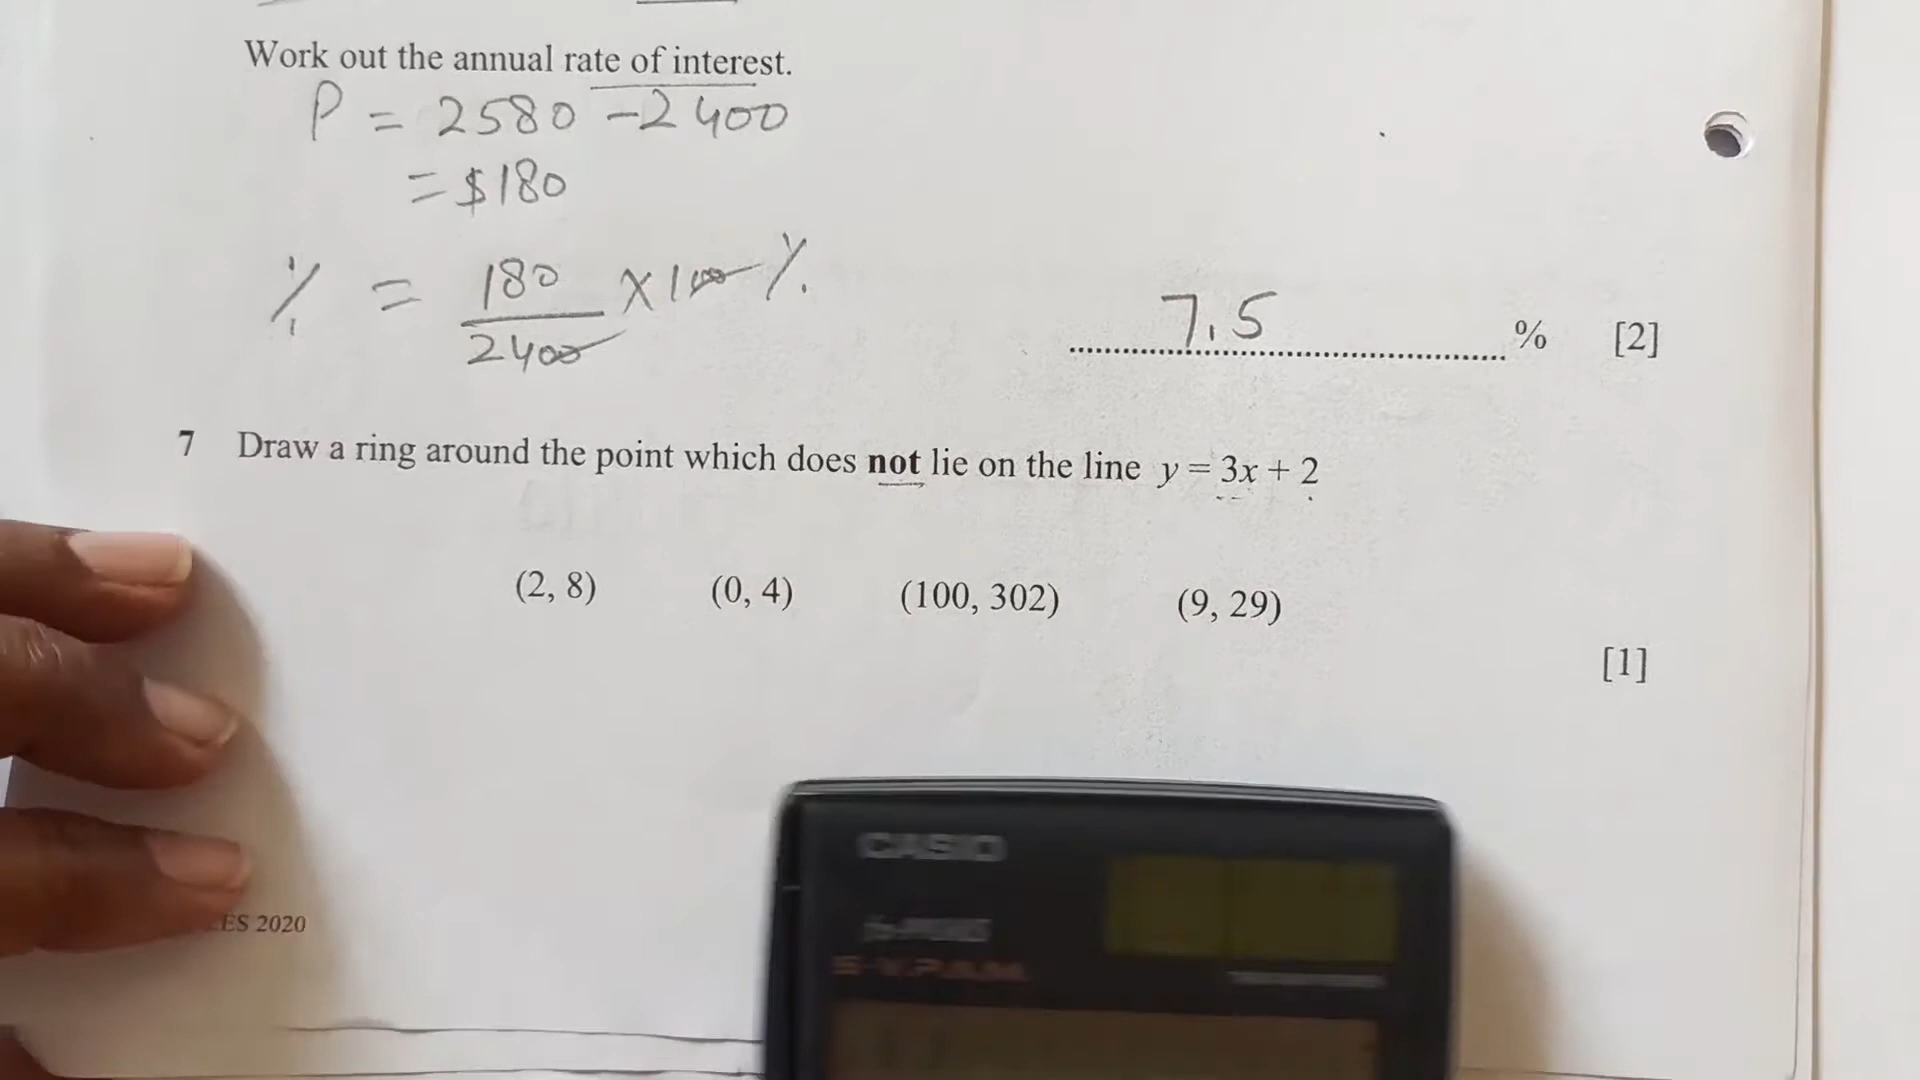 Work out the annual rate of interest.
P = 2580 - 2400
= $180
% = 180/2400 × 100 %
7.5 % [2]
7 Draw a ring around the point which does not lie on the line y = 3x + 2
(2, 8) (0, 4) (100, 302) (9, 29)
[1]
CASIO
ES 2020
S-V.P.A.M.